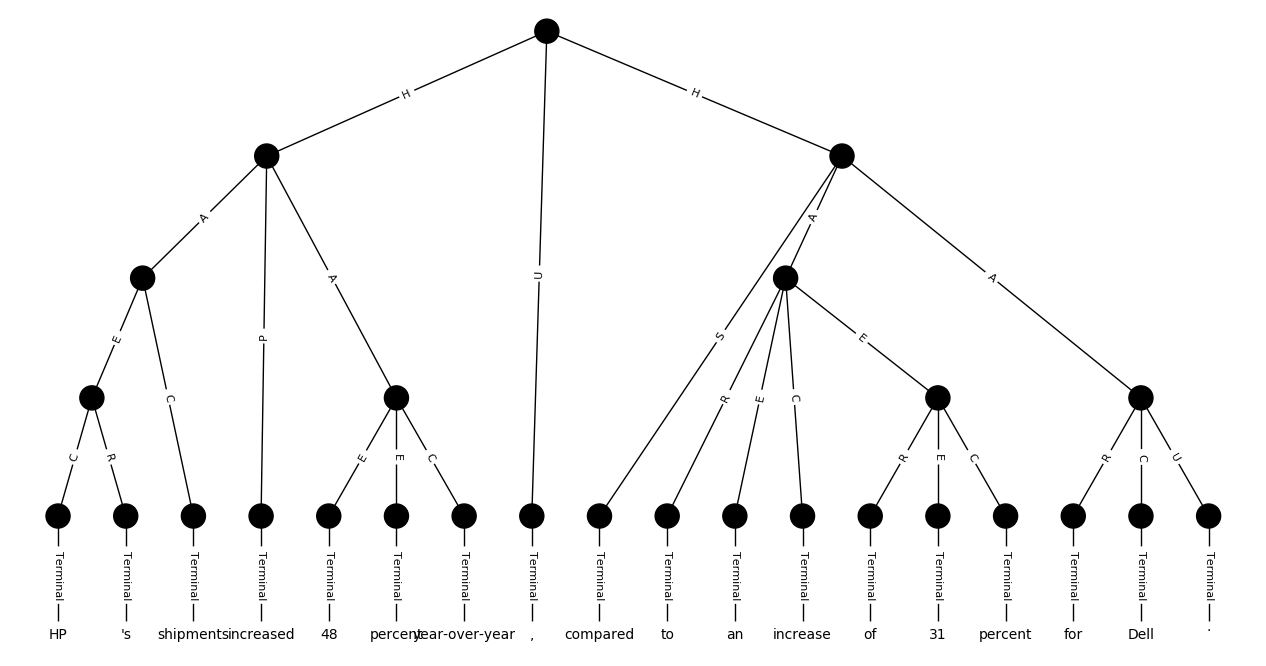 H H
A A
U
A A
P
E
S E
C R E C
C R E E C R E C R C U
Terminal Terminal Terminal Terminal Terminal Terminal Terminal Terminal Terminal Terminal Terminal Terminal Terminal Terminal Terminal Terminal Terminal Terminal
HP 's shipments increased 48 percent year-over-year , compared to an increase of 31 percent for Dell .